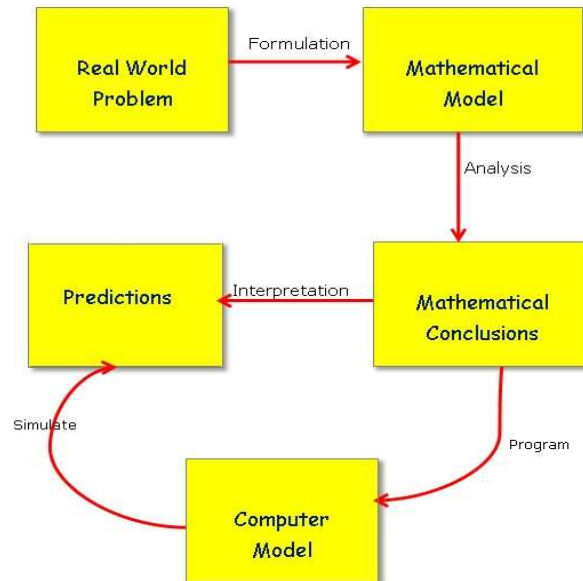 Real World
Problem
Formulation
Mathematical
Model
Analysis
Predictions
Interpretation
Mathematical
Conclusions
Simulate
Program
Computer
Model